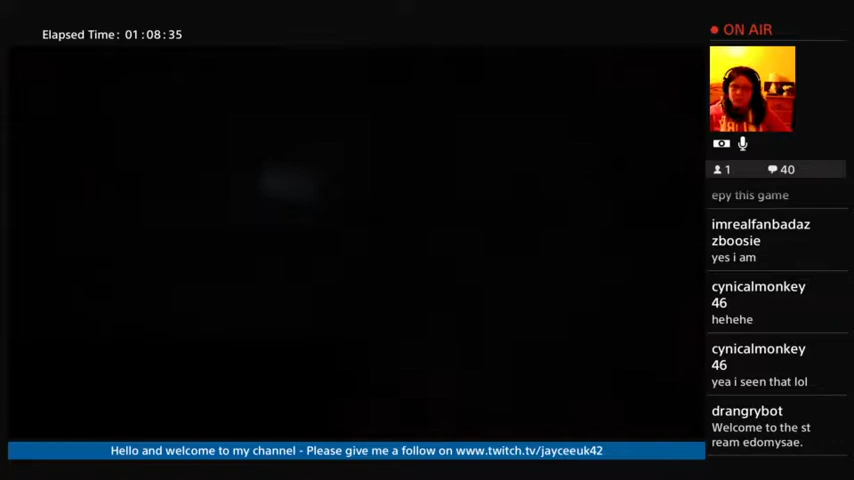 Elapsed Time: 01:08:35
ON AIR
1
40
epy this game
imrealfanbadaz
zboosie
yes i am
cynicalmonkey
46
hehehe
cynicalmonkey
46
yea i seen that lol
drangrybot
Welcome to the st
ream edomysae.
Hello and welcome to my channel - Please give me a follow on www.twitch.tv/jayceeuk42